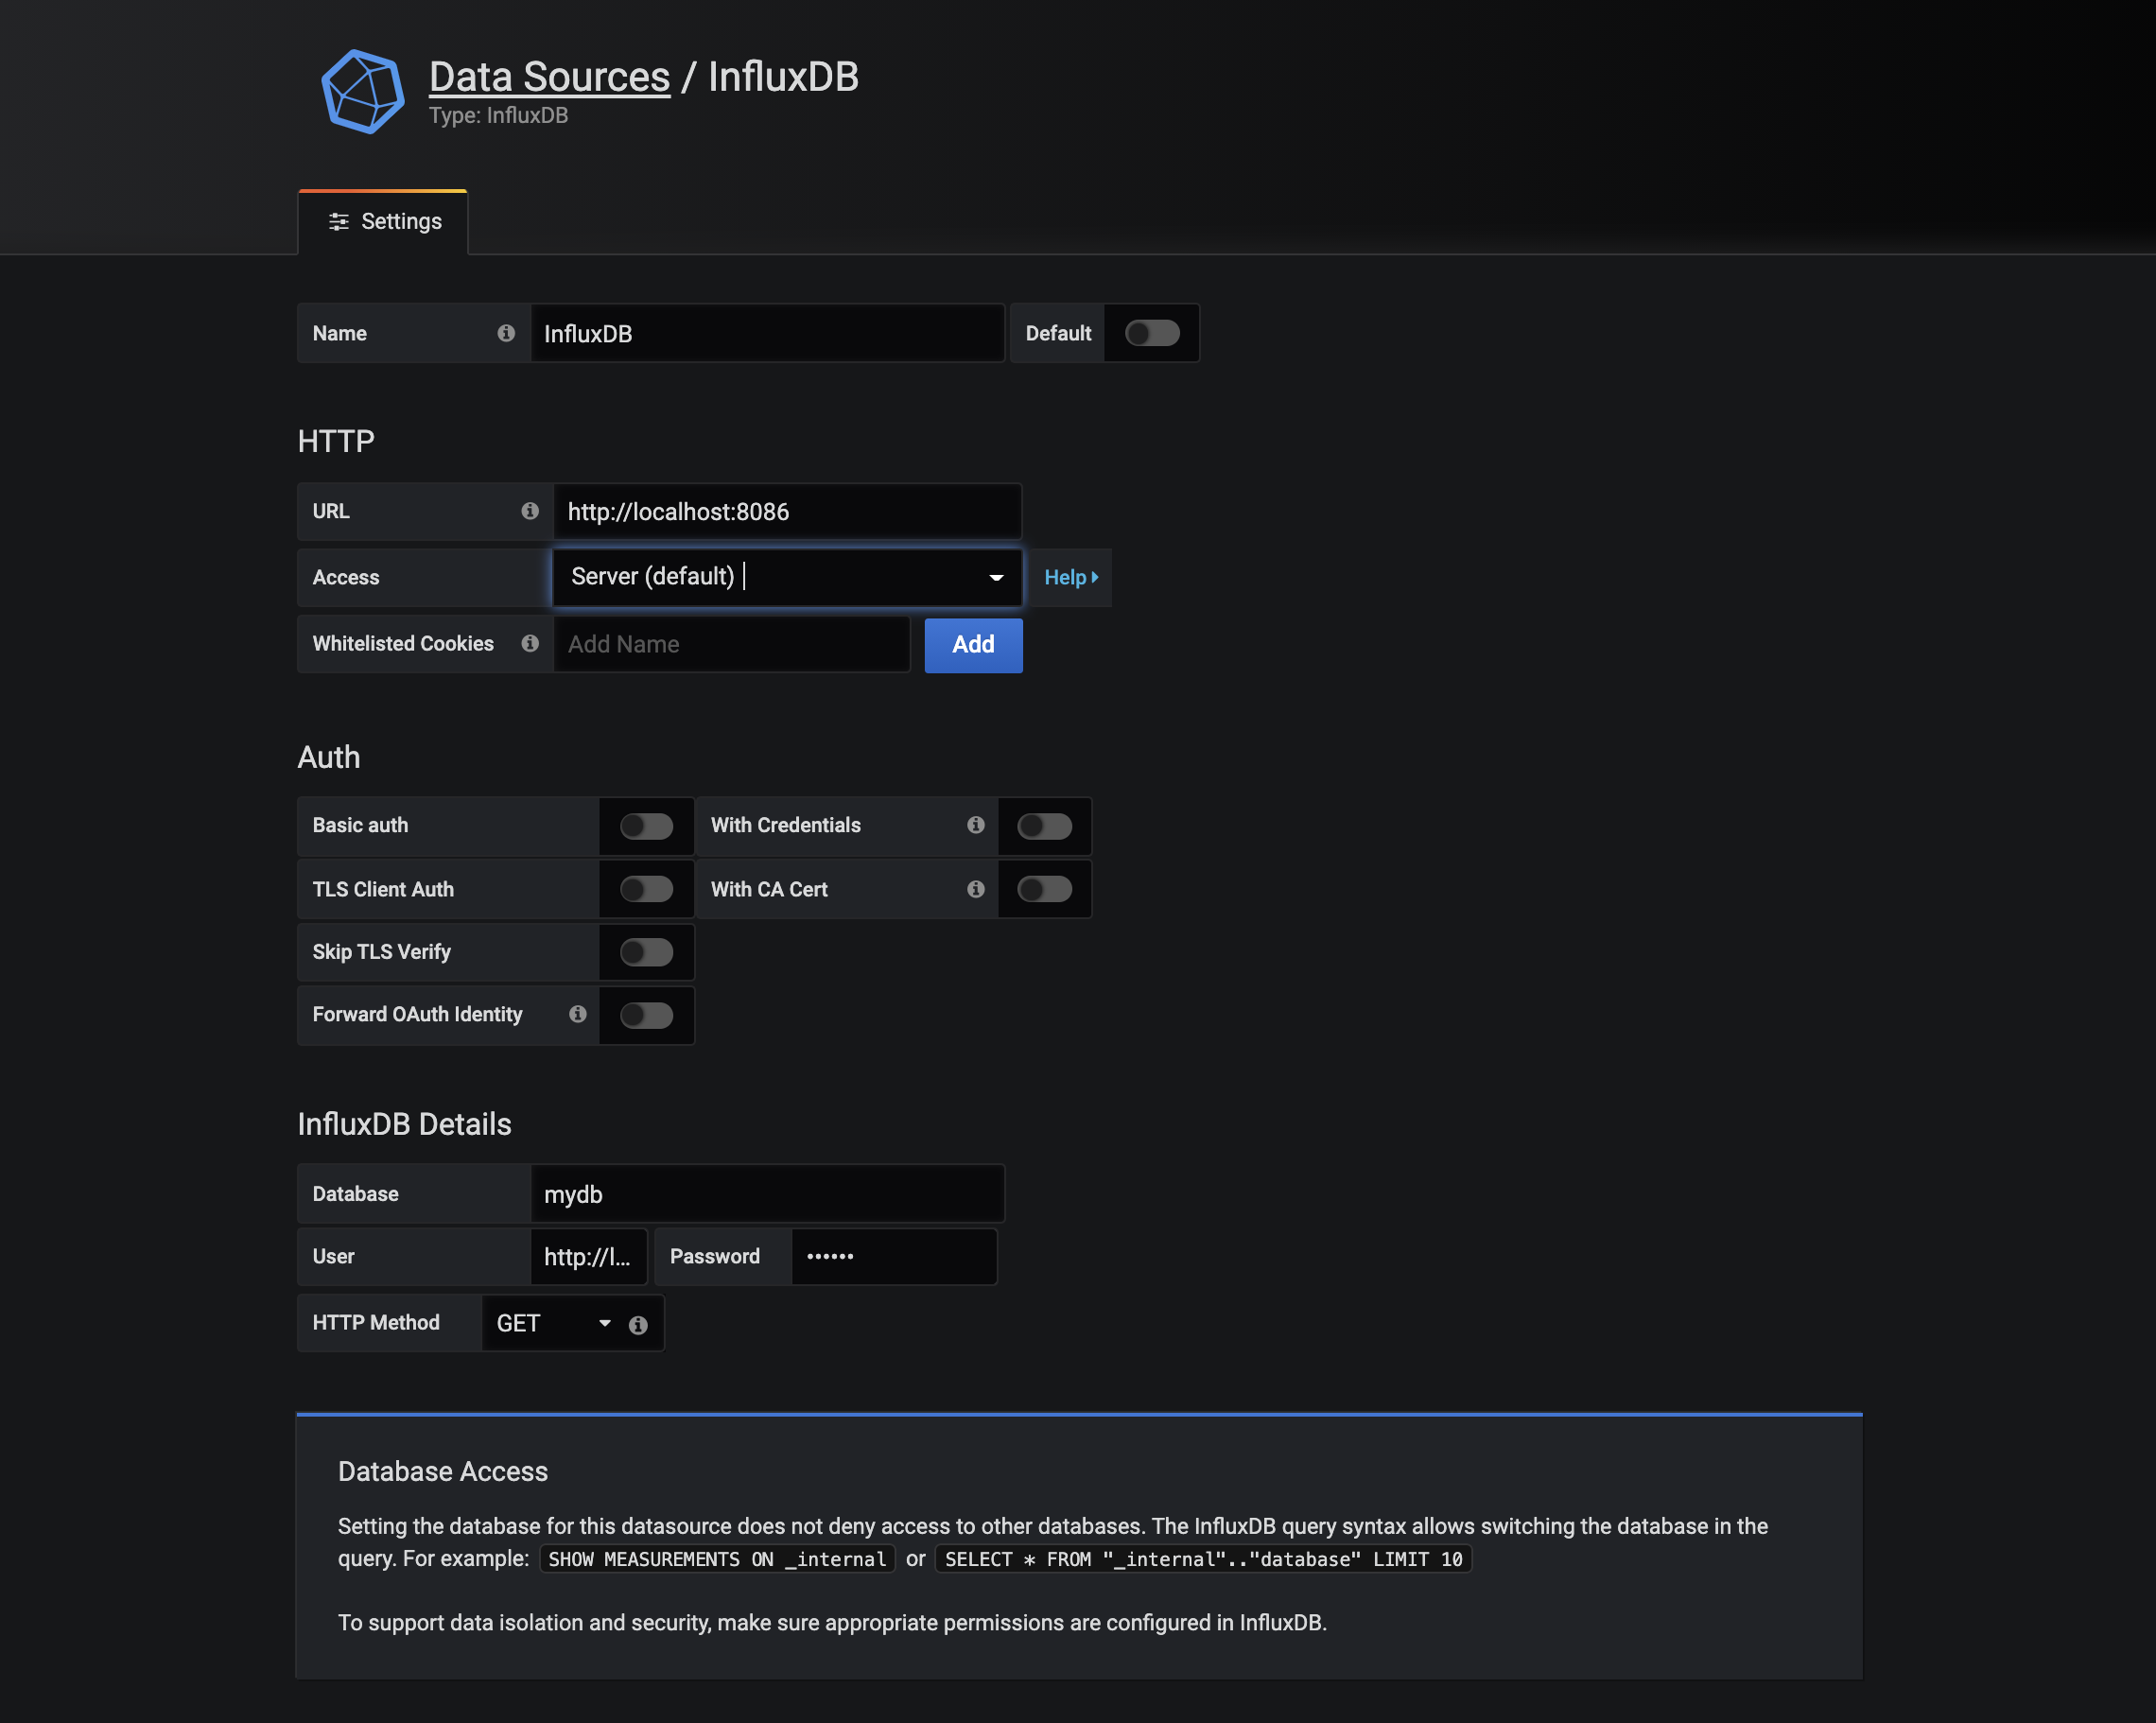 Data Sources / InfluxDB
Type: InfluxDB
Settings
Name InfluxDB Default
HTTP
URL http://localhost:8086
Access Server (default) Help
Whitelisted Cookies Add Name Add
Auth
Basic auth With Credentials
TLS Client Auth With CA Cert
Skip TLS Verify
Forward OAuth Identity
InfluxDB Details
Database mydb
User http://l... Password ••••••
HTTP Method GET
Database Access
Setting the database for this datasource does not deny access to other databases. The InfluxDB query syntax allows switching the database in the
query. For example: SHOW MEASUREMENTS ON _internal or SELECT * FROM "_internal".."database" LIMIT 10
To support data isolation and security, make sure appropriate permissions are configured in InfluxDB.